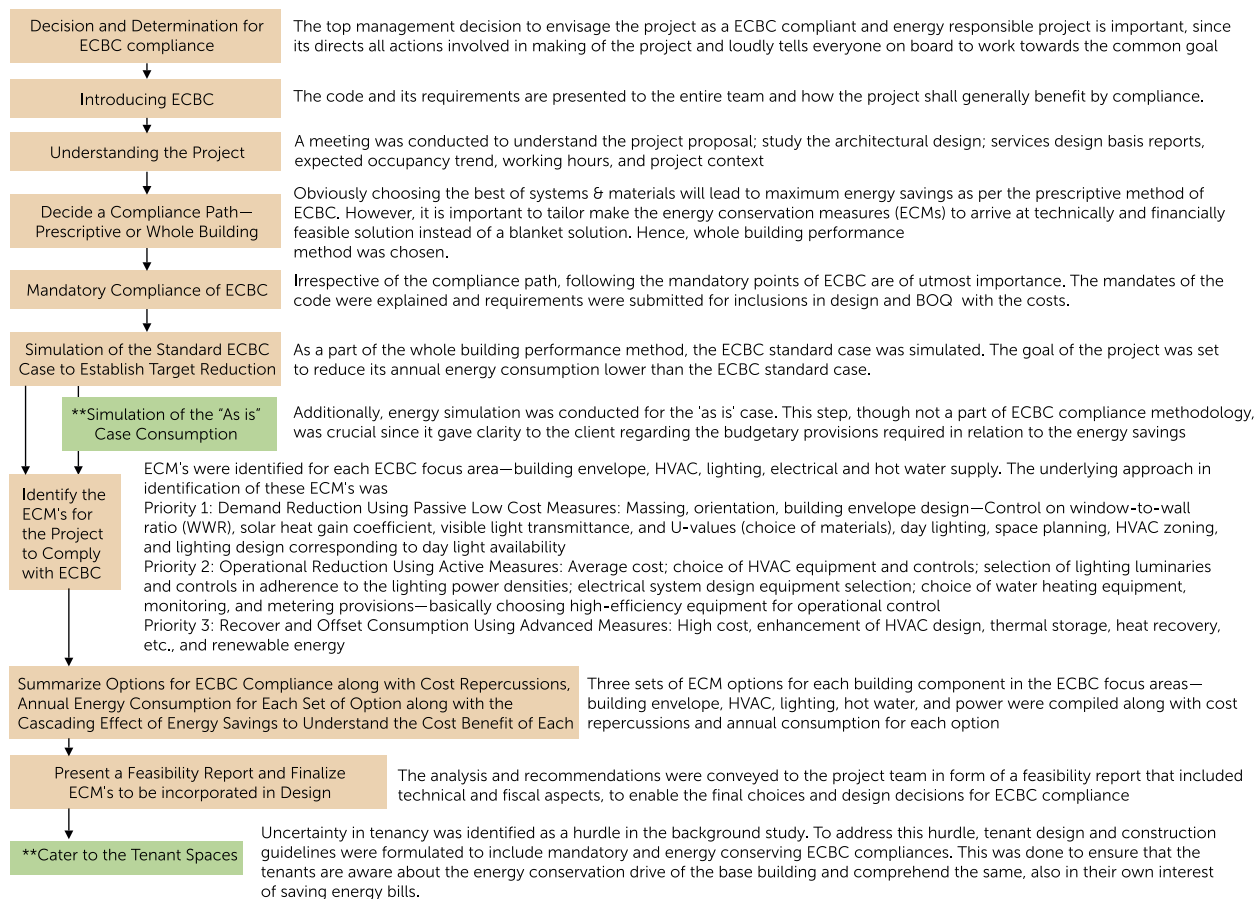 Decision and Determination for
ECBC compliance
The top management decision to envisage the project as a ECBC compliant and energy responsible project is important, since
its directs all actions involved in making of the project and loudly tells everyone on board to work towards the common goal
Introducing ECBC
The code and its requirements are presented to the entire team and how the project shall generally benefit by compliance.
Understanding the Project
A meeting was conducted to understand the project proposal; study the architectural design; services design basis reports,
expected occupancy trend, working hours, and project context
Decide a Compliance Path—
Prescriptive or Whole Building
Obviously choosing the best of systems & materials will lead to maximum energy savings as per the prescriptive method of
ECBC. However, it is important to tailor make the energy conservation measures (ECMs) to arrive at technically and financially
feasible solution instead of a blanket solution. Hence, whole building performance
method was chosen.
Mandatory Compliance of ECBC
Irrespective of the compliance path, following the mandatory points of ECBC are of utmost importance. The mandates of the
code were explained and requirements were submitted for inclusions in design and BOQ with the costs.
Simulation of the Standard ECBC
Case to Establish Target Reduction
As a part of the whole building performance method, the ECBC standard case was simulated. The goal of the project was set
to reduce its annual energy consumption lower than the ECBC standard case.
**Simulation of the "As is"
Case Consumption
Additionally, energy simulation was conducted for the 'as is' case. This step, though not a part of ECBC compliance methodology,
was crucial since it gave clarity to the client regarding the budgetary provisions required in relation to the energy savings
Identify the
ECM's for
the Project
to Comply
with ECBC
ECM's were identified for each ECBC focus area—building envelope, HVAC, lighting, electrical and hot water supply. The underlying approach in
identification of these ECM's was
Priority 1: Demand Reduction Using Passive Low Cost Measures: Massing, orientation, building envelope design—Control on window-to-wall
ratio (WWR), solar heat gain coefficient, visible light transmittance, and U-values (choice of materials), day lighting, space planning, HVAC zoning,
and lighting design corresponding to day light availability
Priority 2: Operational Reduction Using Active Measures: Average cost; choice of HVAC equipment and controls; selection of lighting luminaries
and controls in adherence to the lighting power densities; electrical system design equipment selection; choice of water heating equipment,
monitoring, and metering provisions—basically choosing high-efficiency equipment for operational control
Priority 3: Recover and Offset Consumption Using Advanced Measures: High cost, enhancement of HVAC design, thermal storage, heat recovery,
etc., and renewable energy
Summarize Options for ECBC Compliance along with Cost Repercussions,
Annual Energy Consumption for Each Set of Option along with the
Cascading Effect of Energy Savings to Understand the Cost Benefit of Each
Three sets of ECM options for each building component in the ECBC focus areas—
building envelope, HVAC, lighting, hot water, and power were compiled along with cost
repercussions and annual consumption for each option
Present a Feasibility Report and Finalize
ECM's to be incorporated in Design
The analysis and recommendations were conveyed to the project team in form of a feasibility report that included
technical and fiscal aspects, to enable the final choices and design decisions for ECBC compliance
**Cater to the Tenant Spaces
Uncertainty in tenancy was identified as a hurdle in the background study. To address this hurdle, tenant design and construction
guidelines were formulated to include mandatory and energy conserving ECBC compliances. This was done to ensure that the
tenants are aware about the energy conservation drive of the base building and comprehend the same, also in their own interest
of saving energy bills.